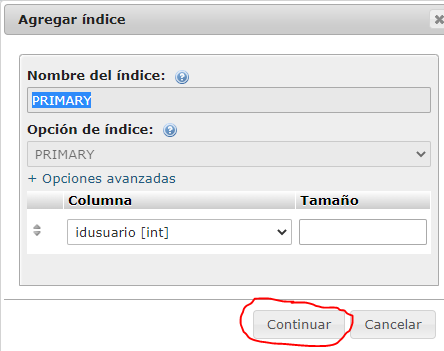 Agregar índice
Nombre del índice:
PRIMARY
Opción de índice:
PRIMARY
+ Opciones avanzadas
Columna Tamaño
idusuario [int]
Continuar Cancelar